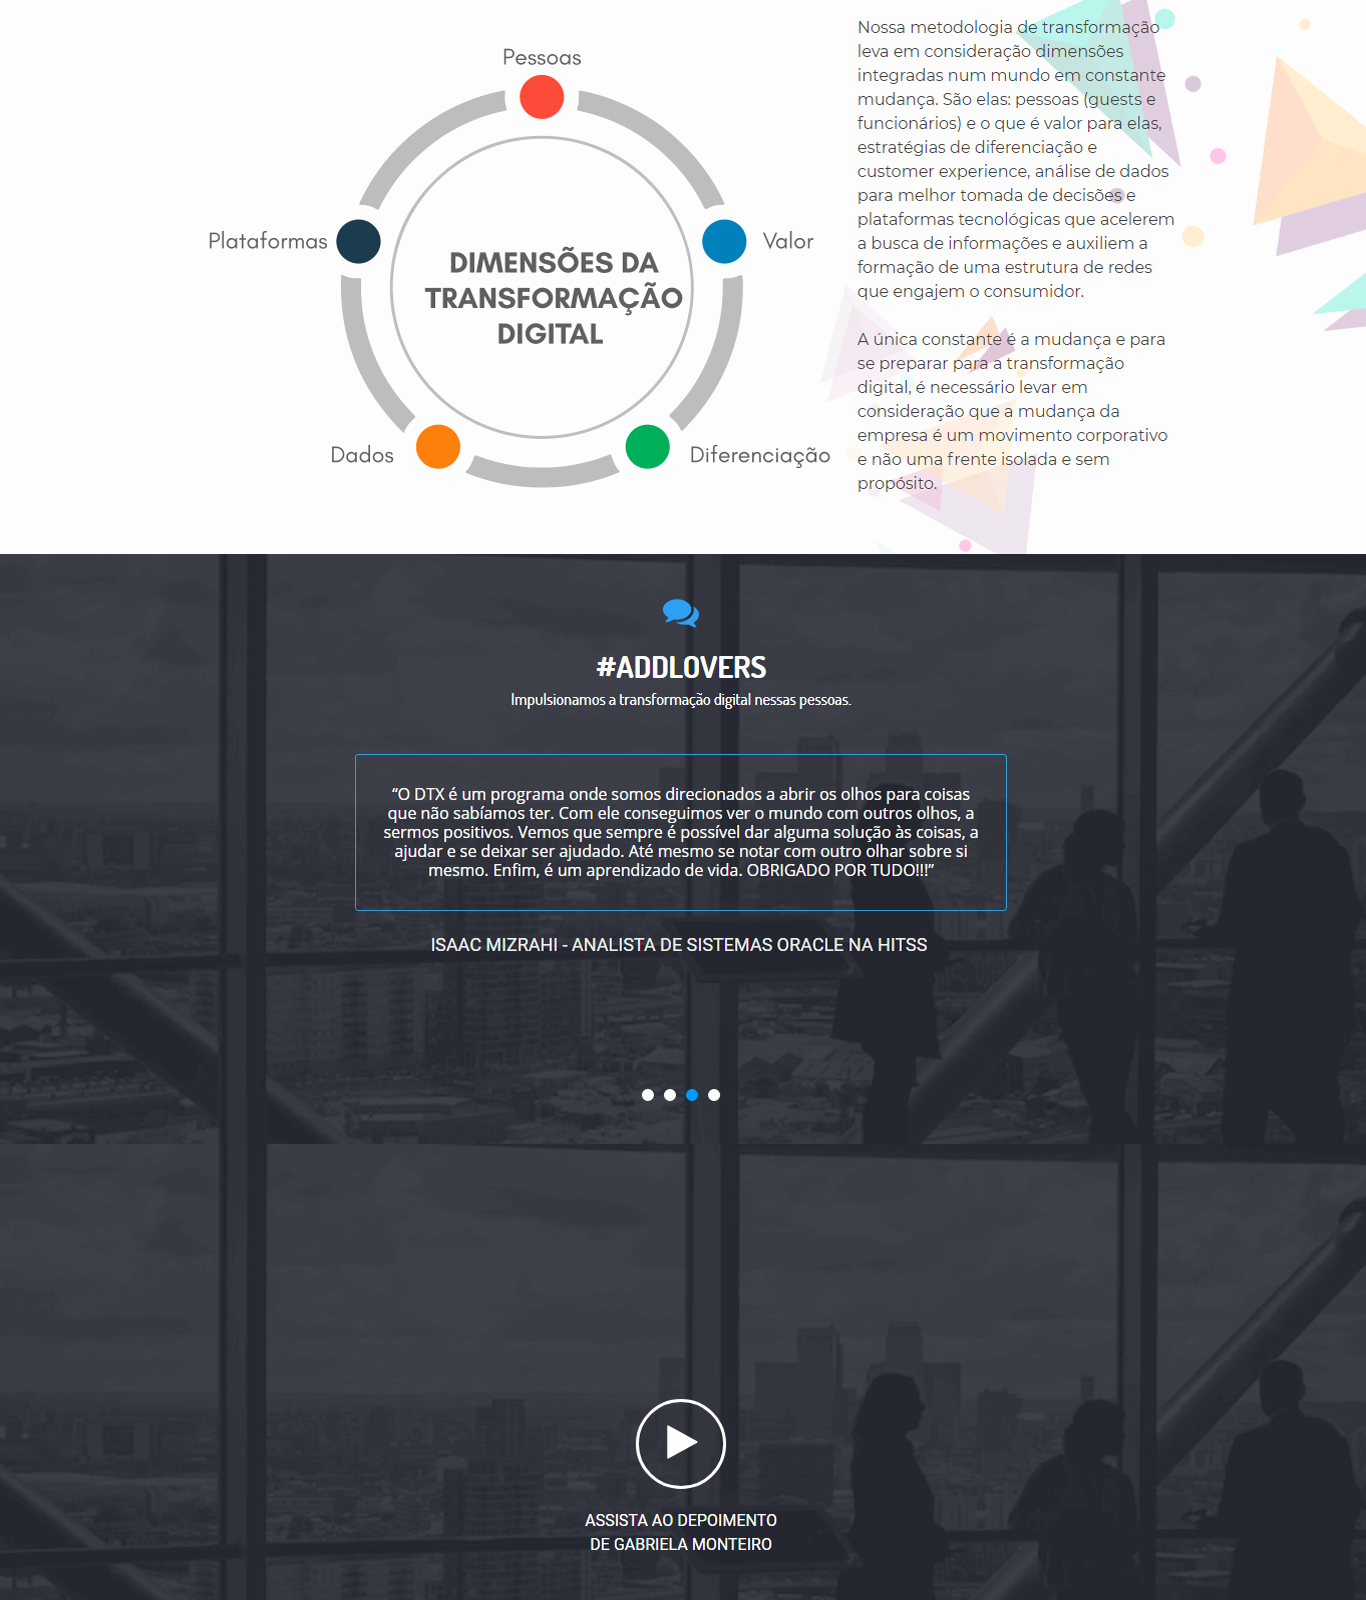 Pessoas
Plataformas
Valor
DIMENSÕES DA
TRANSFORMAÇÃO
DIGITAL
Dados
Diferenciação
Nossa metodologia de transformação
leva em consideração dimensões
integradas num mundo em constante
mudança. São elas: pessoas (guests e
funcionários) e o que é valor para elas,
estratégias de diferenciação e
customer experience, análise de dados
para melhor tomada de decisões e
plataformas tecnológicas que acelerem
a busca de informações e auxiliem a
formação de uma estrutura de redes
que engajem o consumidor.
A única constante é a mudança e para
se preparar para a transformação
digital, é necessário levar em
consideração que a mudança da
empresa é um movimento corporativo
e não uma frente isolada e sem
propósito.
#ADDLOVERS
Impulsionamos a transformação digital nessas pessoas.
“O DTX é um programa onde somos direcionados a abrir os olhos para coisas
que não sabíamos ter. Com ele conseguimos ver o mundo com outros olhos, a
sermos positivos. Vemos que sempre é possível dar alguma solução às coisas, a
ajudar e se deixar ser ajudado. Até mesmo se notar com outro olhar sobre si
mesmo. Enfim, é um aprendizado de vida. OBRIGADO POR TUDO!!!”
ISAAC MIZRAHI - ANALISTA DE SISTEMAS ORACLE NA HITSS
ASSISTA AO DEPOIMENTO
DE GABRIELA MONTEIRO